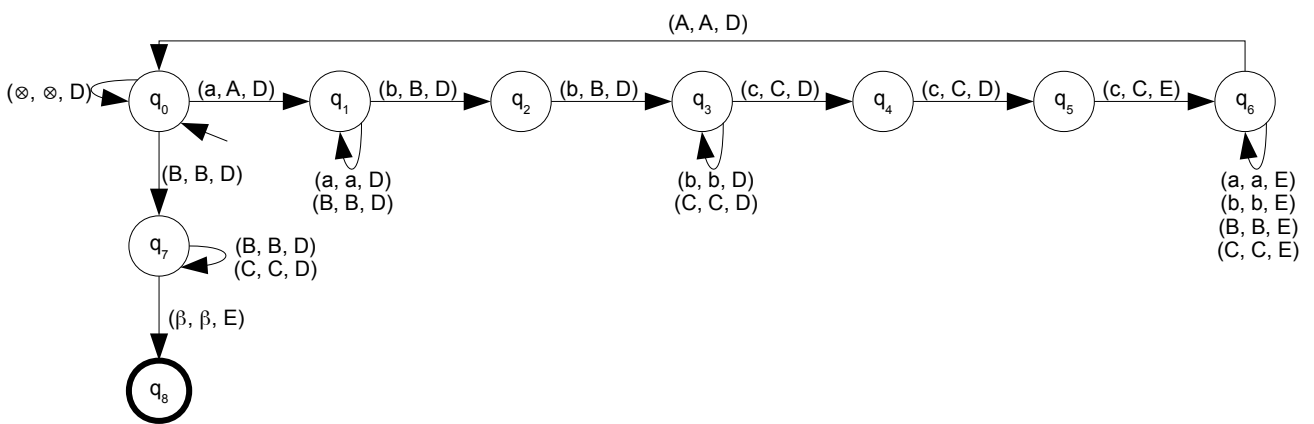 (A, A, D)
(⊗, ⊗, D)
q0
(a, A, D)
q1
(b, B, D)
q2
(b, B, D)
q3
(c, C, D)
q4
(c, C, D)
q5
(c, C, E)
q6
(a, a, D)
(B, B, D)
(b, b, D)
(C, C, D)
(a, a, E)
(b, b, E)
(B, B, E)
(C, C, E)
(B, B, D)
q7
(B, B, D)
(C, C, D)
(β, β, E)
q8